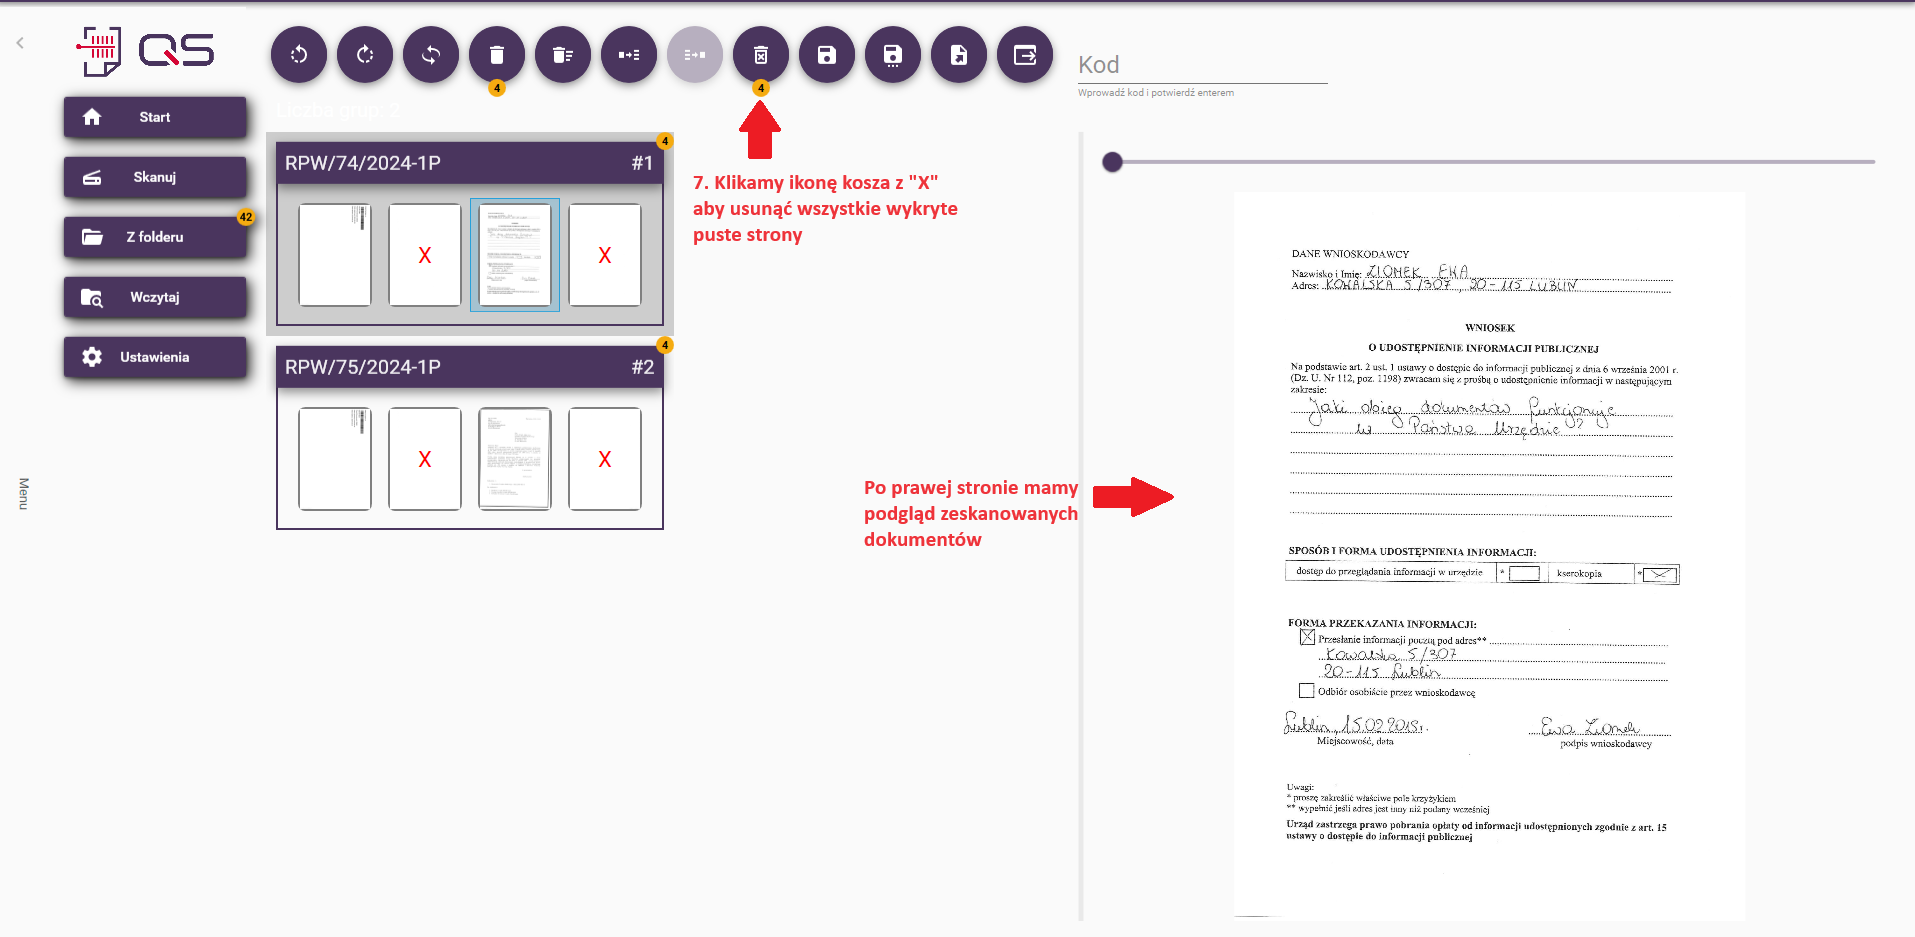 QS
Start
Skanuj
42
Z folderu
Wczytaj
Ustawienia
Menu
4
4
Kod
Wprowadź kod i potwierdź enterem
Liczba grup: 2
4
RPW/74/2024-1P #1
X
X
4
RPW/75/2024-1P #2
X
X
7. Klikamy ikonę kosza z "X"
aby usunąć wszystkie wykryte
puste strony
Po prawej stronie mamy
podgląd zeskanowanych
dokumentów
DANE WNIOSKODAWCY
Nazwisko i Imię: ZIOMEK EWA
Adres: KOWALSKA 5/307, 20-115 LUBLIN
WNIOSEK
O UDOSTĘPNIENIE INFORMACJI PUBLICZNEJ
Na podstawie art. 2 ust. 1 ustawy o dostępie do informacji publicznej z dnia 6 września 2001 r.
(Dz. U. Nr 112, poz. 1198) zwracam się z prośbą o udostępnienie informacji w następującym
zakresie:
Jaki obieg dokumentów funkcjonuje
w Państwa Urzędzie?
SPOSÓB I FORMA UDOSTĘPNIENIA INFORMACJI:
dostęp do przeglądania informacji w urzędzie * kserokopia *
FORMA PRZEKAZANIA INFORMACJI:
Przesłanie informacji pocztą pod adres**
Kowalska 5/307
20-115 Lublin
Odbiór osobiście przez wnioskodawcę
Lublin, 15.02.2019r. Ewa Ziomek
Miejscowość, data podpis wnioskodawcy
Uwagi:
* proszę zakreślić właściwe pole krzyżykiem
** wypełnić jeśli adres jest inny niż podany wcześniej
Urząd zastrzega prawo pobrania opłaty od informacji udostępnionych zgodnie z art. 15
ustawy o dostępie do informacji publicznej